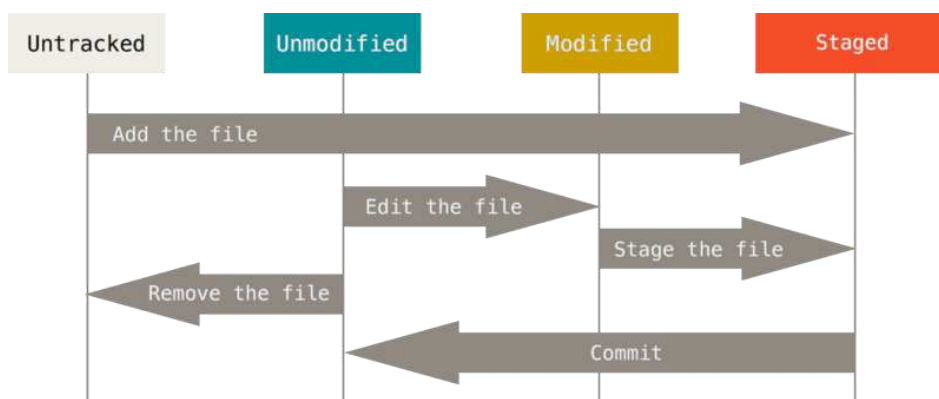 Untracked
Unmodified
Modified
Staged
Add the file
Edit the file
Stage the file
Remove the file
Commit